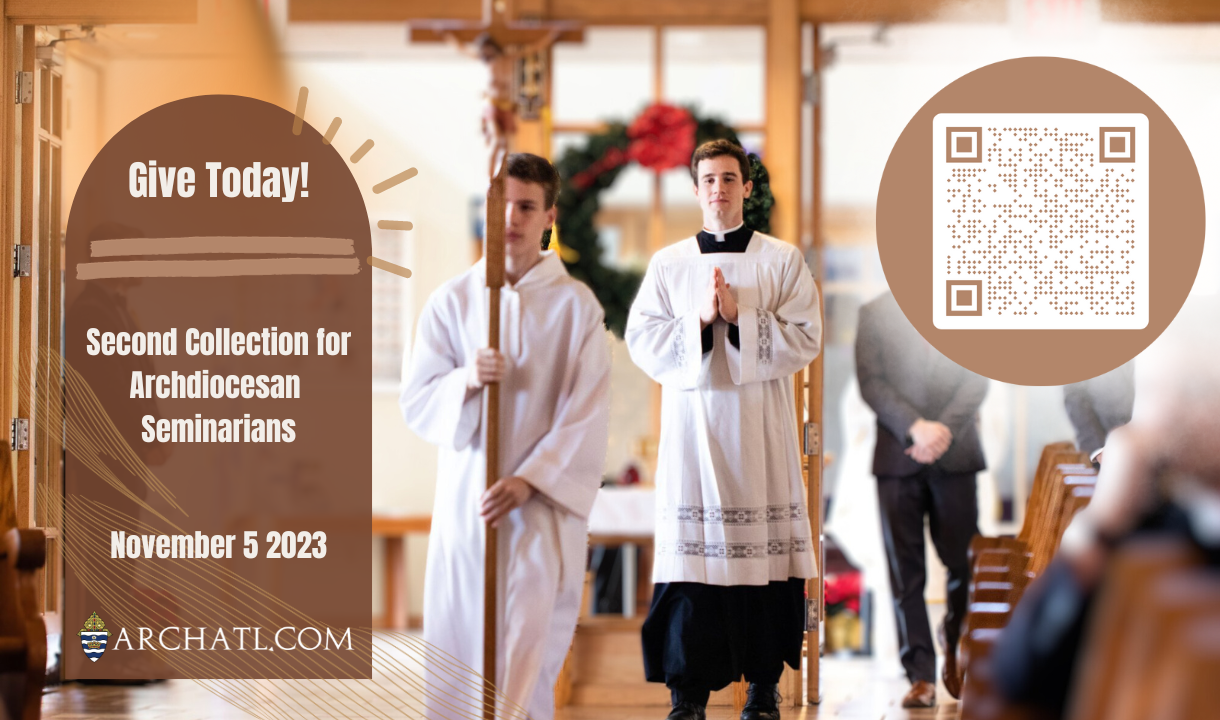 Give Today!
Second Collection for
Archdiocesan
Seminarians
November 5 2023
ARCHATL.COM